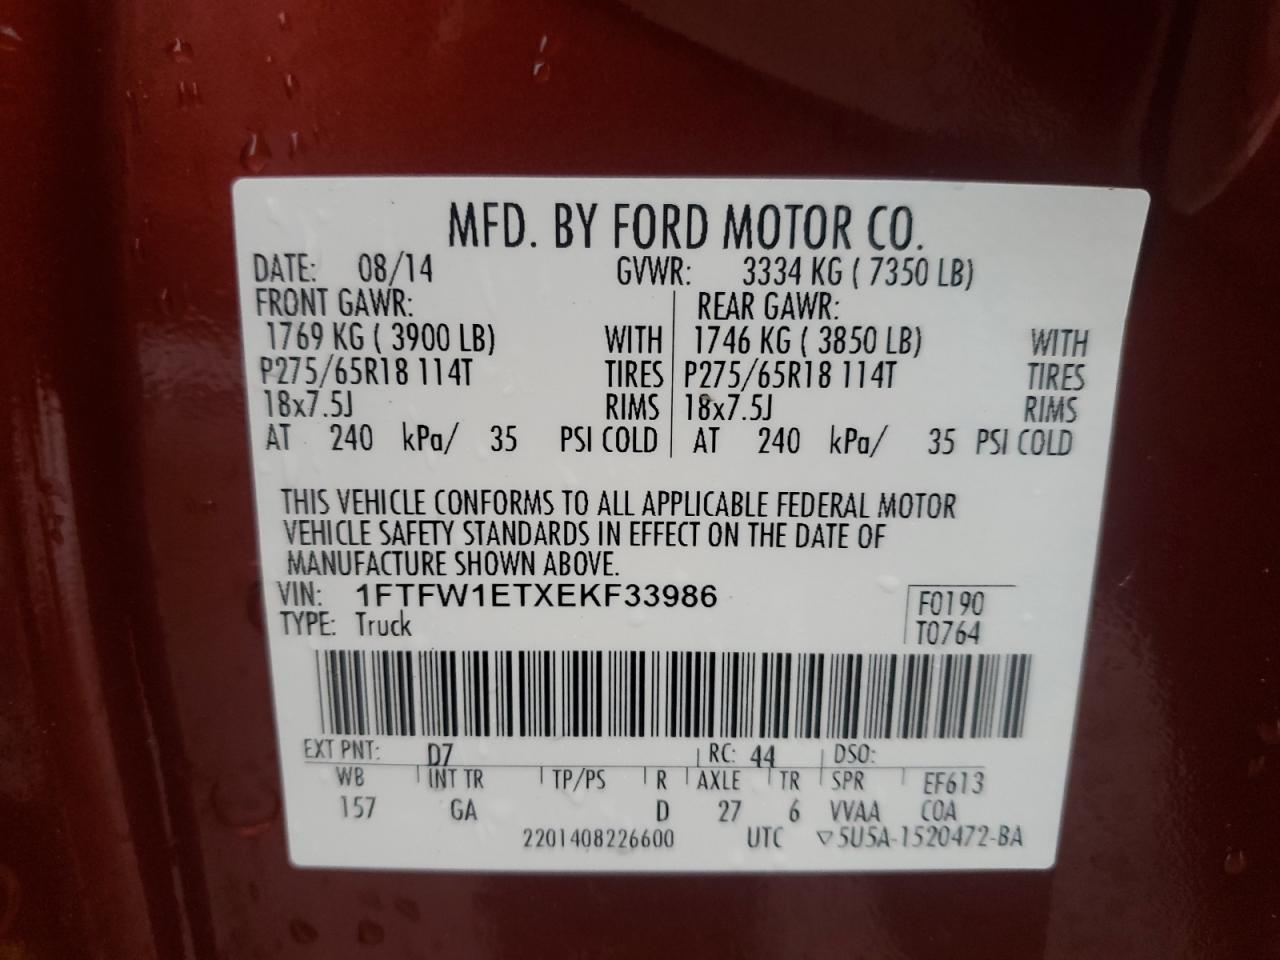 MFD. BY FORD MOTOR CO.
DATE: 08/14 GVWR: 3334 KG ( 7350 LB)
FRONT GAWR: REAR GAWR:
1769 KG ( 3900 LB) WITH 1746 KG ( 3850 LB) WITH
P275/65R18 114T TIRES P275/65R18 114T TIRES
18x7.5J RIMS 18x7.5J RIMS
AT 240 kPa/ 35 PSI COLD AT 240 kPa/ 35 PSI COLD
THIS VEHICLE CONFORMS TO ALL APPLICABLE FEDERAL MOTOR
VEHICLE SAFETY STANDARDS IN EFFECT ON THE DATE OF
MANUFACTURE SHOWN ABOVE.
VIN: 1FTFW1ETXEKF33986 F0190
TYPE: Truck T0764
EXT PNT: D7 RC: 44 DSO:
WB INT TR TP/PS R AXLE TR SPR EF613
157 GA D 27 6 VVAA COA
2201408226600 UTC ▽5U5A-1520472-BA